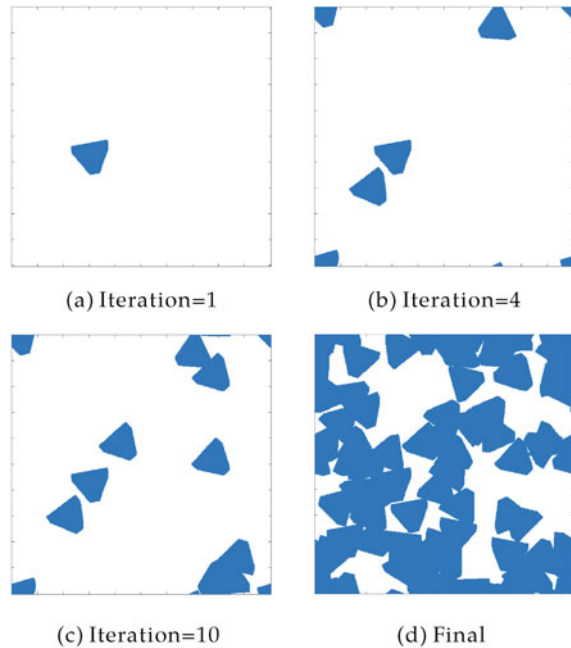 (a) Iteration=1
(b) Iteration=4
(c) Iteration=10
(d) Final